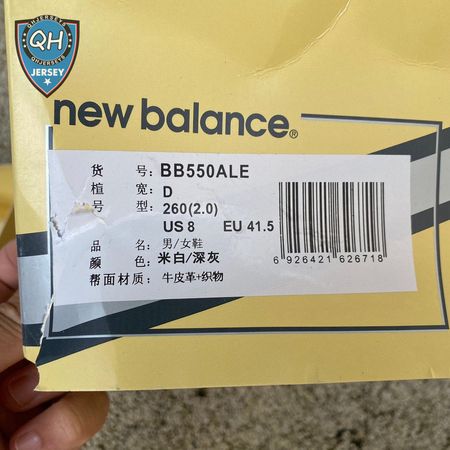 QHJERSEYS
QH
QHJERSEYS
JERSEY
new balance®
货 号: BB550ALE
楦 宽: D
号 型: 260(2.0)
US 8 EU 41.5
品 名: 男/女鞋
颜 色: 米白/深灰
帮面材质: 牛皮革+织物
6 926421 626718